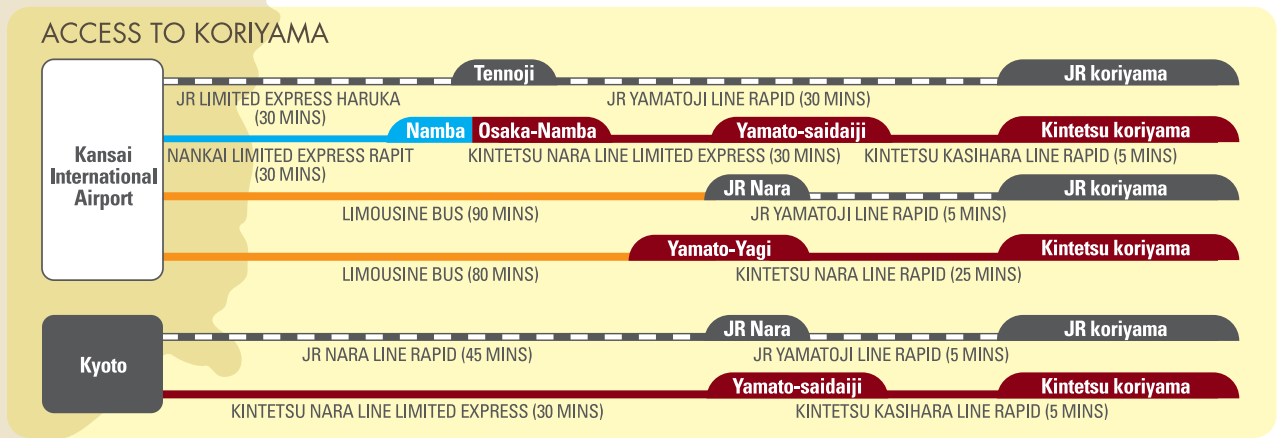 ACCESS TO KORIYAMA
Kansai
International
Airport
Tennoji
JR koriyama
JR LIMITED EXPRESS HARUKA
(30 MINS)
JR YAMATOJI LINE RAPID (30 MINS)
Namba
Osaka-Namba
Yamato-saidaiji
Kintetsu koriyama
NANKAI LIMITED EXPRESS RAPIT
(30 MINS)
KINTETSU NARA LINE LIMITED EXPRESS (30 MINS)
KINTETSU KASIHARA LINE RAPID (5 MINS)
JR Nara
JR koriyama
LIMOUSINE BUS (90 MINS)
JR YAMATOJI LINE RAPID (5 MINS)
Yamato-Yagi
Kintetsu koriyama
LIMOUSINE BUS (80 MINS)
KINTETSU NARA LINE RAPID (25 MINS)
Kyoto
JR Nara
JR koriyama
JR NARA LINE RAPID (45 MINS)
JR YAMATOJI LINE RAPID (5 MINS)
Yamato-saidaiji
Kintetsu koriyama
KINTETSU NARA LINE LIMITED EXPRESS (30 MINS)
KINTETSU KASIHARA LINE RAPID (5 MINS)